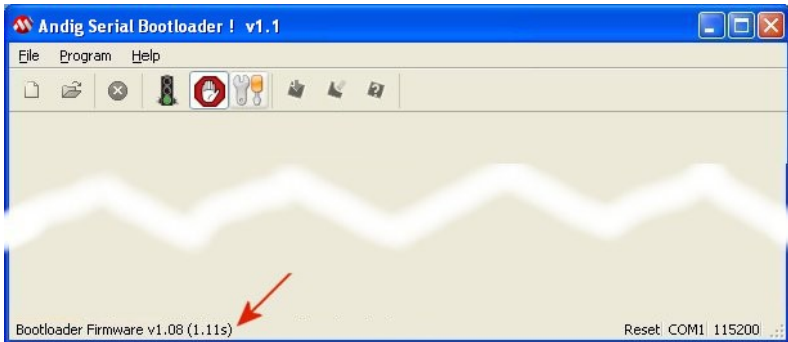 Andig Serial Bootloader ! v1.1
File Program Help
Bootloader Firmware v1.08 (1.11s) Reset COM1 115200